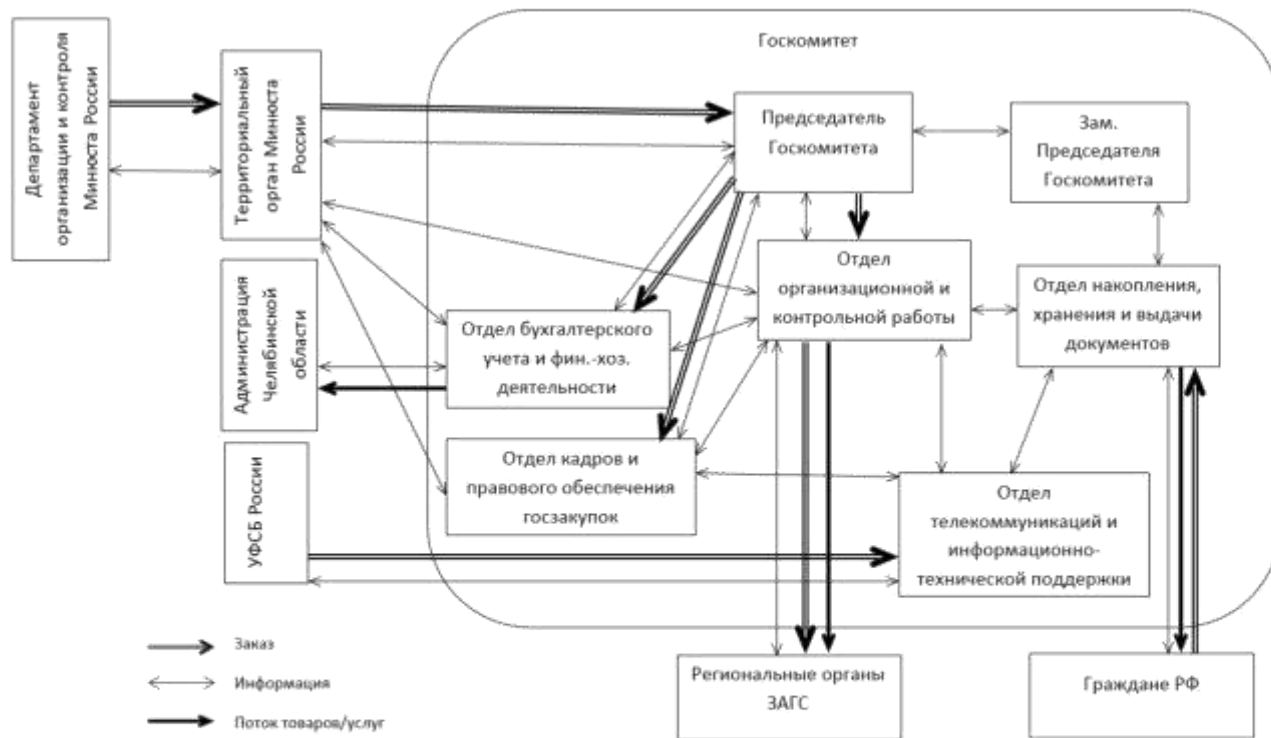 Госкомитет
Департамент
организации и контроля
Минюста России
Территориальный
орган Минюста
России
Председатель
Госкомитета
Зам.
Председателя
Госкомитета
Администрация
Челябинской
области
Отдел
организационной и
контрольной работы
Отдел накопления,
хранения и выдачи
документов
Отдел бухгалтерского
учета и фин.-хоз.
деятельности
УФСБ России
Отдел кадров и
правового обеспечения
госзакупок
Отдел
телекоммуникаций и
информационно-
технической поддержки
Заказ
Информация
Поток товаров/услуг
Региональные органы
ЗАГС
Граждане РФ